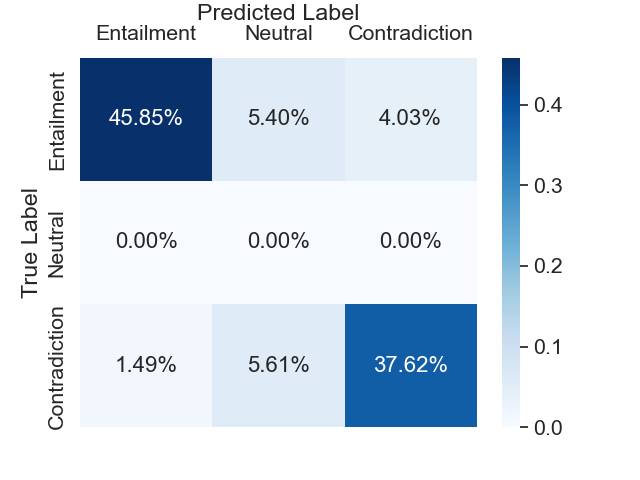 Predicted Label
Entailment Neutral Contradiction
True Label
Entailment
45.85% 5.40% 4.03%
Neutral
0.00% 0.00% 0.00%
Contradiction
1.49% 5.61% 37.62%
0.4
0.3
0.2
0.1
0.0